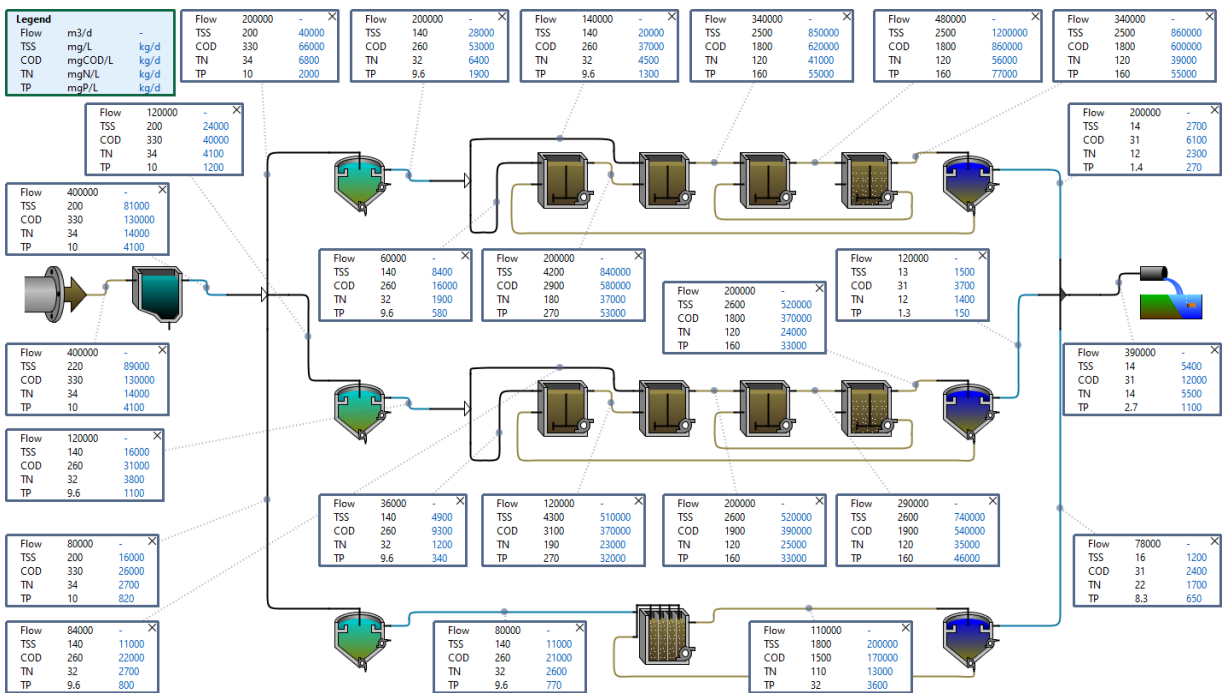 Legend
Flow m3/d -
TSS mg/L kg/d
COD mgCOD/L kg/d
TN mgN/L kg/d
TP mgP/L kg/d
Flow 200000 -
TSS 200 40000
COD 330 66000
TN 34 6800
TP 10 2000
Flow 200000 -
TSS 140 28000
COD 260 53000
TN 32 6400
TP 9.6 1900
Flow 140000 -
TSS 140 20000
COD 260 37000
TN 32 4500
TP 9.6 1300
Flow 340000 -
TSS 2500 850000
COD 1800 620000
TN 120 41000
TP 160 55000
Flow 480000 -
TSS 2500 1200000
COD 1800 860000
TN 120 56000
TP 160 77000
Flow 340000 -
TSS 2500 860000
COD 1800 600000
TN 120 39000
TP 160 55000
Flow 120000 -
TSS 200 24000
COD 330 40000
TN 34 4100
TP 10 1200
Flow 200000 -
TSS 14 2700
COD 31 6100
TN 12 2300
TP 1.4 270
Flow 400000 -
TSS 200 81000
COD 330 130000
TN 34 14000
TP 10 4100
Flow 60000 -
TSS 140 8400
COD 260 16000
TN 32 1900
TP 9.6 580
Flow 200000 -
TSS 4200 840000
COD 2900 580000
TN 180 37000
TP 270 53000
Flow 200000 -
TSS 2600 520000
COD 1800 370000
TN 120 24000
TP 160 33000
Flow 120000 -
TSS 13 1500
COD 31 3700
TN 12 1400
TP 1.3 150
Flow 400000 -
TSS 220 89000
COD 330 130000
TN 34 14000
TP 10 4100
Flow 390000 -
TSS 14 5400
COD 31 12000
TN 14 5500
TP 2.7 1100
Flow 120000 -
TSS 140 16000
COD 260 31000
TN 32 3800
TP 9.6 1100
Flow 36000 -
TSS 140 4900
COD 260 9300
TN 32 1200
TP 9.6 340
Flow 120000 -
TSS 4300 510000
COD 3100 370000
TN 190 23000
TP 270 32000
Flow 200000 -
TSS 2600 520000
COD 1900 390000
TN 120 25000
TP 160 33000
Flow 290000 -
TSS 2600 740000
COD 1900 540000
TN 120 35000
TP 160 46000
Flow 80000 -
TSS 200 16000
COD 330 26000
TN 34 2700
TP 10 820
Flow 78000 -
TSS 16 1200
COD 31 2400
TN 22 1700
TP 8.3 650
Flow 84000 -
TSS 140 11000
COD 260 22000
TN 32 2700
TP 9.6 800
Flow 80000 -
TSS 140 11000
COD 260 21000
TN 32 2600
TP 9.6 770
Flow 110000 -
TSS 1800 200000
COD 1500 170000
TN 110 13000
TP 32 3600